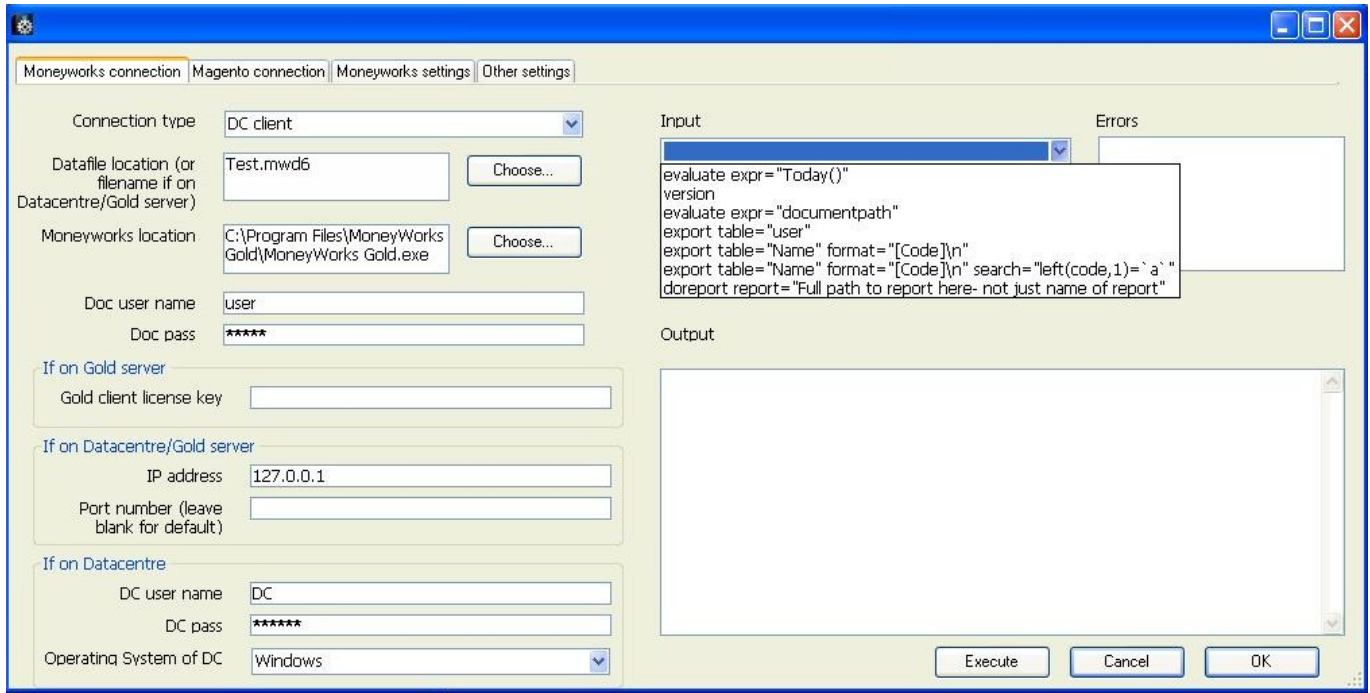 Moneyworks connection Magento connection Moneyworks settings Other settings
Connection type
DC client
Datafile location (or
filename if on
Datacentre/Gold server)
Test.mwd6
Choose...
Moneyworks location
C:\Program Files\MoneyWorks
Gold\MoneyWorks Gold.exe
Choose...
Doc user name
user
Doc pass
*****
If on Gold server
Gold client license key
If on Datacentre/Gold server
IP address
127.0.0.1
Port number (leave
blank for default)
If on Datacentre
DC user name
DC
DC pass
******
Operating System of DC
Windows
Input
Errors
evaluate expr="Today()"
version
evaluate expr="documentpath"
export table="user"
export table="Name" format="[Code]\n"
export table="Name" format="[Code]\n" search="left(code,1)=`a`"
doreport report="Full path to report here- not just name of report"
Output
Execute Cancel OK